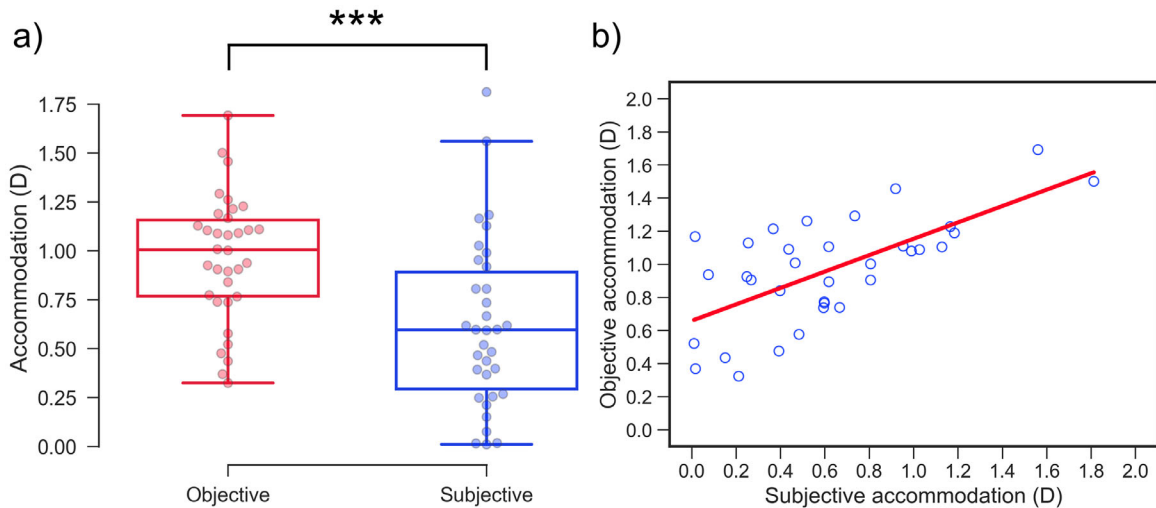 a)
***
Accommodation (D)
1.75
1.50
1.25
1.00
0.75
0.50
0.25
0.00
Objective
Subjective
b)
Objective accommodation (D)
2.0
1.8
1.6
1.4
1.2
1.0
0.8
0.6
0.4
0.2
0.0
0.0 0.2 0.4 0.6 0.8 1.0 1.2 1.4 1.6 1.8 2.0
Subjective accommodation (D)